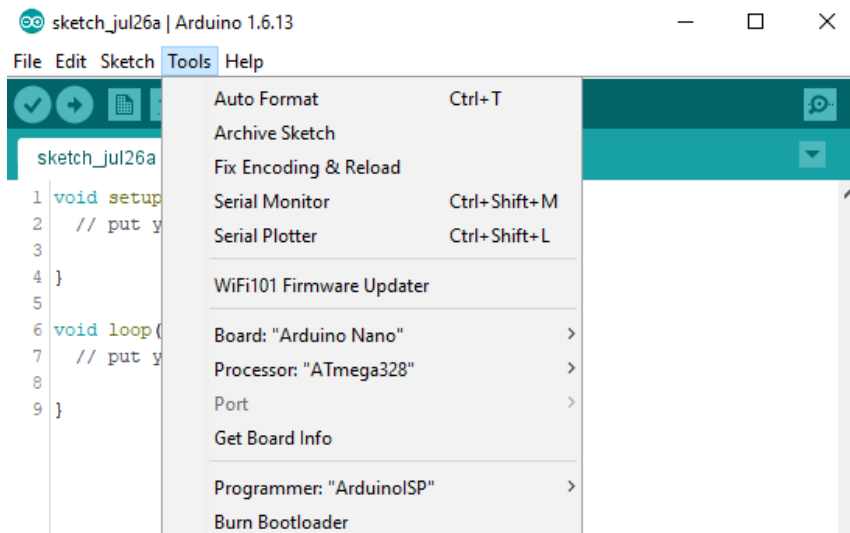 sketch_jul26a | Arduino 1.6.13
File Edit Sketch Tools Help
sketch_jul26a
Auto Format Ctrl+T
Archive Sketch
Fix Encoding & Reload
Serial Monitor Ctrl+Shift+M
Serial Plotter Ctrl+Shift+L
WiFi101 Firmware Updater
Board: "Arduino Nano"
Processor: "ATmega328"
Port
Get Board Info
Programmer: "ArduinoISP"
Burn Bootloader
1 void setup
2 // put y
3
4 }
5
6 void loop(
7 // put y
8
9 }